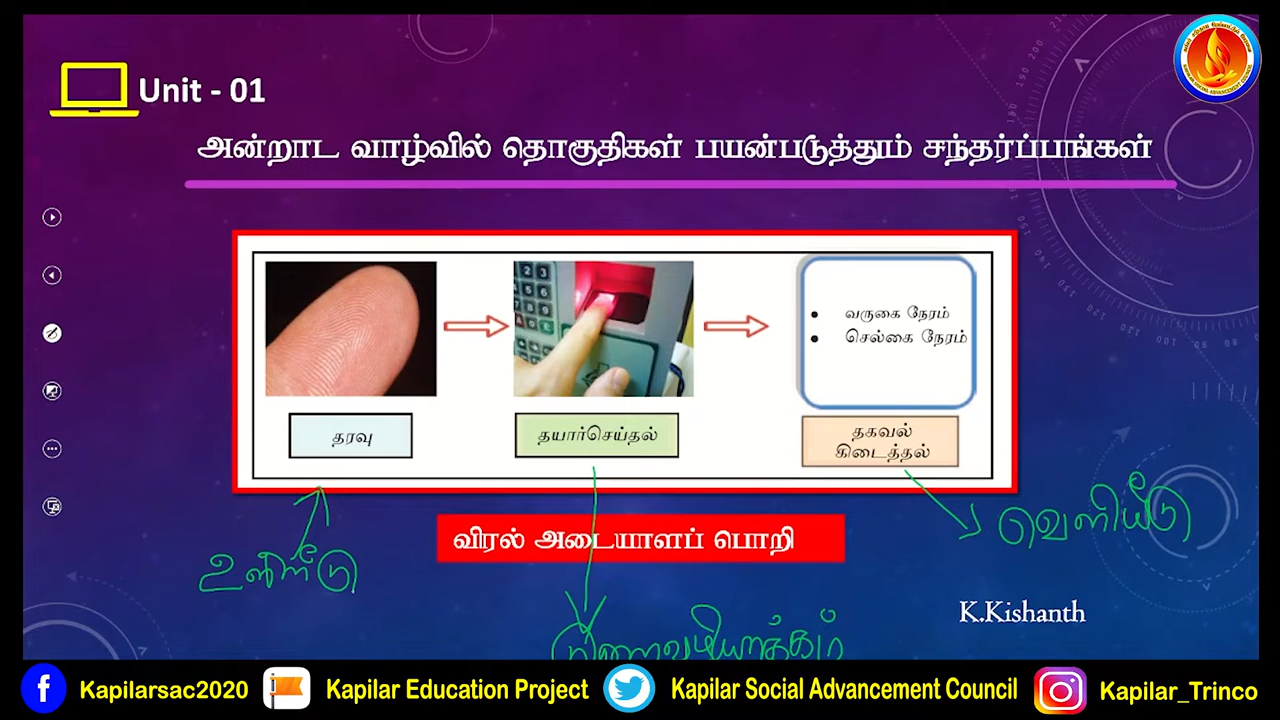 Unit - 01
அன்றாட வாழ்வில் தொகுதிகள் பயன்படுத்தும் சந்தர்ப்பங்கள்
• வருகை நேரம்
• செல்கை நேரம்
தரவு
தயார்செய்தல்
தகவல்
கிடைத்தல்
விரல் அடையாளப் பொறி
உள்ளீடு
வெளியீடு
K.Kishanth
Kapilarsac2020
Kapilar Education Project
Kapilar Social Advancement Council
Kapilar_Trinco